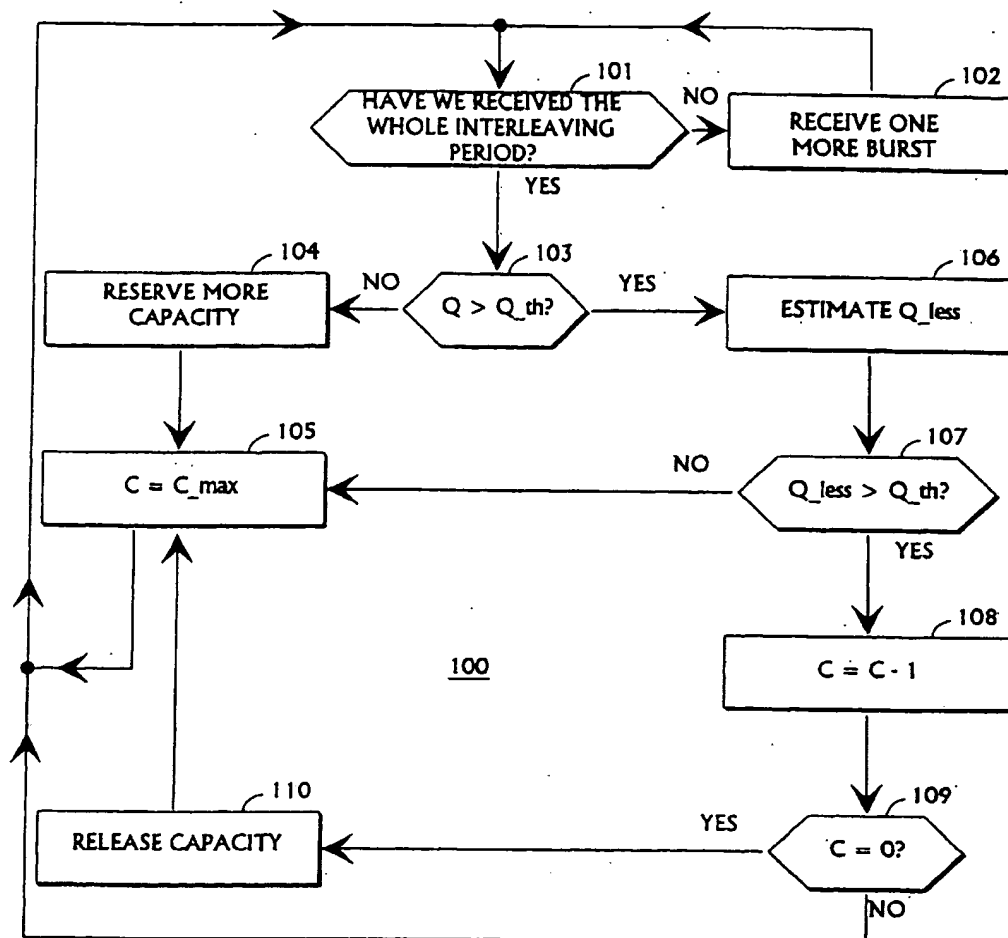 101
HAVE WE RECEIVED THE
WHOLE INTERLEAVING
PERIOD?
NO
102
RECEIVE ONE
MORE BURST
YES
103
Q > Q_th?
NO
YES
104
RESERVE MORE
CAPACITY
106
ESTIMATE Q_less
105
C = C_max
NO
107
Q_less > Q_th?
YES
108
C = C - 1
100
110
RELEASE CAPACITY
YES
109
C = 0?
NO